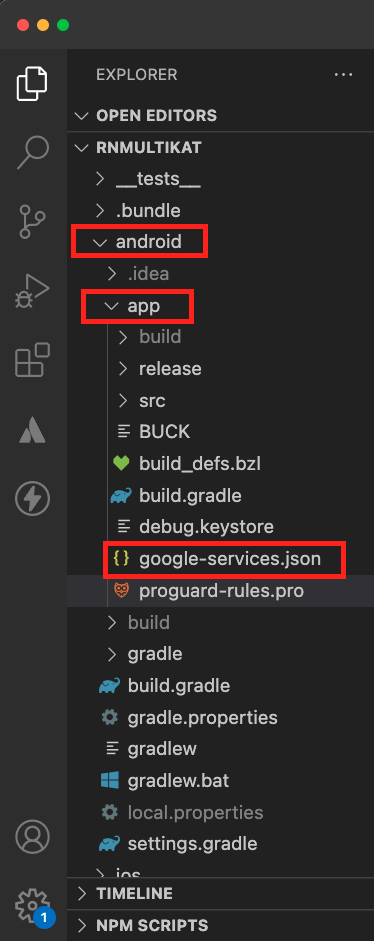 EXPLORER
OPEN EDITORS
RNMULTIKAT
__tests__
.bundle
android
.idea
app
build
release
src
BUCK
build_defs.bzl
build.gradle
debug.keystore
{} google-services.json
proguard-rules.pro
build
gradle
build.gradle
gradle.properties
gradlew
gradlew.bat
local.properties
settings.gradle
ios
1
TIMELINE
NPM SCRIPTS